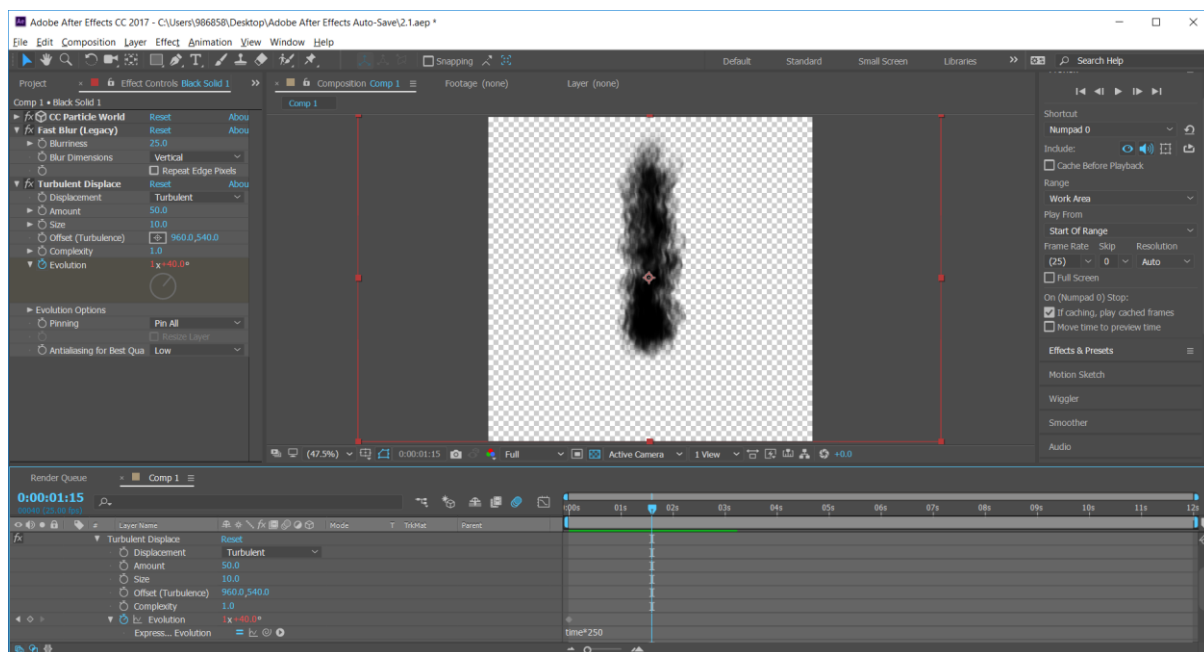 Adobe After Effects CC 2017 - C:\Users\986858\Desktop\Adobe After Effects Auto-Save\2.1.aep *
File Edit Composition Layer Effect Animation View Window Help
Snapping Default Standard Small Screen Libraries >> Search Help
Project × Effect Controls Black Solid 1 >>
Comp 1 • Black Solid 1
fx CC Particle World Reset Abou
fx Fast Blur (Legacy) Reset Abou
Blurriness 25.0
Blur Dimensions Vertical
Repeat Edge Pixels
fx Turbulent Displace Reset Abou
Displacement Turbulent
Amount 50.0
Size 10.0
Offset (Turbulence) 960.0,540.0
Complexity 1.0
Evolution 1x+40.0°
Evolution Options
Pinning Pin All
Resize Layer
Antialiasing for Best Qua Low
× Composition Comp 1 Footage (none) Layer (none)
Comp 1
(47.5%) 0:00:01:15 Full Active Camera 1 View +0.0
Shortcut
Numpad 0
Include:
Cache Before Playback
Range
Work Area
Play From
Start Of Range
Frame Rate Skip Resolution
(25) 0 Auto
Full Screen
On (Numpad 0) Stop:
If caching, play cached frames
Move time to preview time
Effects & Presets
Motion Sketch
Wiggler
Smoother
Audio
Render Queue × Comp 1
0:00:01:15
00040 (25.00 fps)
01s 02s 03s 04s 05s 06s 07s 08s 09s 10s 11s 12s
# Layer Name fx Mode T TrkMat Parent
fx Turbulent Displace Reset
Displacement Turbulent
Amount 50.0
Size 10.0
Offset (Turbulence) 960.0,540.0
Complexity 1.0
Evolution 1x+40.0°
Express... Evolution = time*250